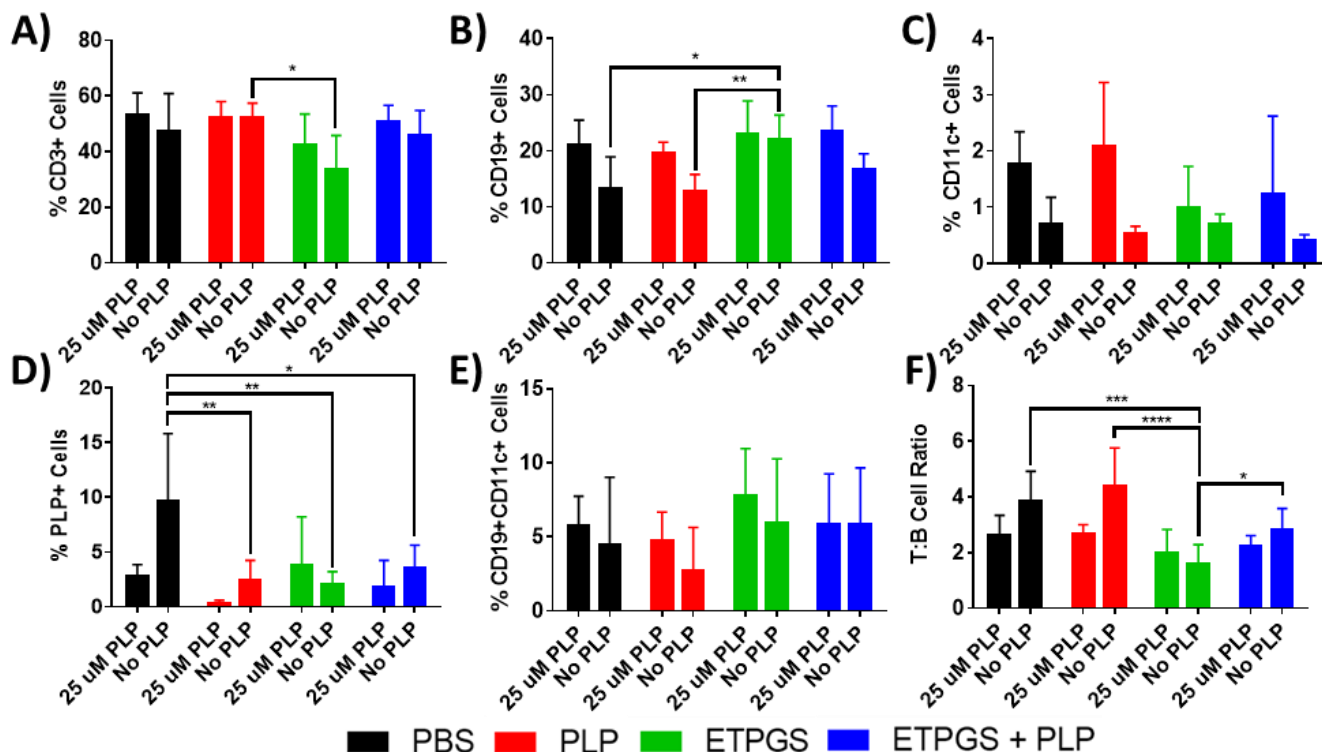 A)
% CD3+ Cells
80
60
40
20
0
*
25 uM PLP
No PLP
25 uM PLP
No PLP
25 uM PLP
No PLP
25 uM PLP
No PLP
B)
% CD19+ Cells
40
30
20
10
0
*
**
25 uM PLP
No PLP
25 uM PLP
No PLP
25 uM PLP
No PLP
25 uM PLP
No PLP
C)
% CD11c+ Cells
4
3
2
1
0
25 uM PLP
No PLP
25 uM PLP
No PLP
25 uM PLP
No PLP
25 uM PLP
No PLP
D)
% PLP+ Cells
20
15
10
5
0
*
**
**
25 uM PLP
No PLP
25 uM PLP
No PLP
25 uM PLP
No PLP
25 uM PLP
No PLP
E)
% CD19+CD11c+ Cells
15
10
5
0
25 uM PLP
No PLP
25 uM PLP
No PLP
25 uM PLP
No PLP
25 uM PLP
No PLP
F)
T:B Cell Ratio
8
6
4
2
0
***
****
*
25 uM PLP
No PLP
25 uM PLP
No PLP
25 uM PLP
No PLP
25 uM PLP
No PLP
PBS PLP ETPGS ETPGS + PLP